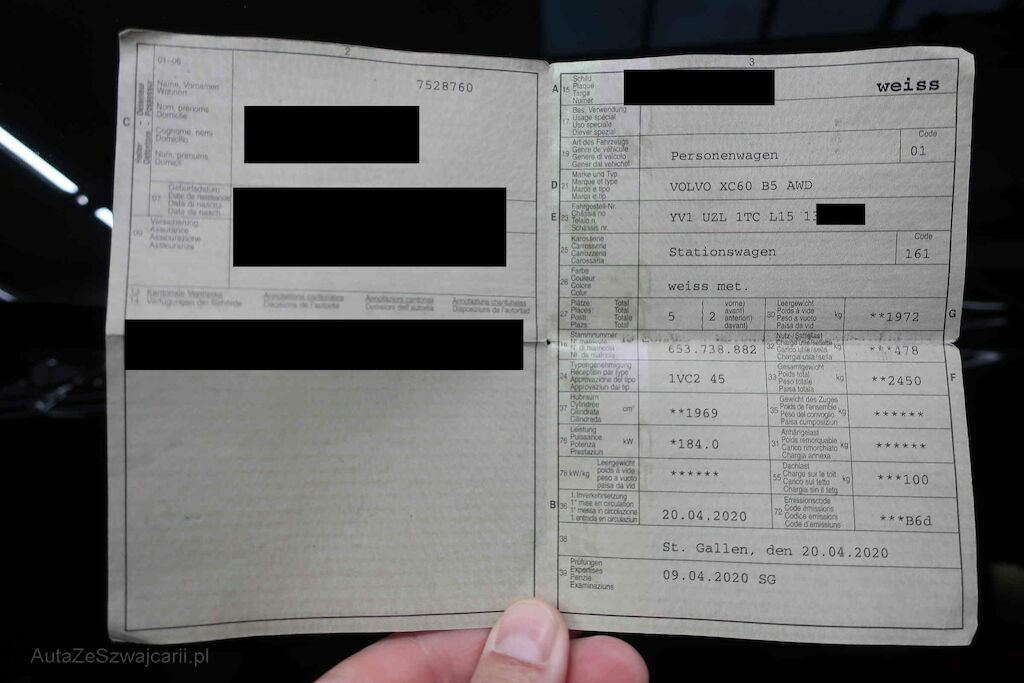 2
01-06
7528760
C
Name, Vornamen
Wohnort
Nom, prénoms
Domicile
Cognome, nomi
Domicilio
Num, prenums
Domicil
07
Geburtsdatum
Date de naissance
Data di nascita
Data da nasch.
09
Versicherung
Assurance
Assicurazione
Assicuranza
13
14
Kantonale Vermerke
Verfügungen der Behörde
Annotations cantonales
Décisions de l'autorité
Annotazioni cantonali
Decisioni dell'autorità
Annotaziuns chantunalas
Disposiziuns da l'autoritad
3
A 15
Schild
Plaque
Targa
Numer
weiss
17
Bes. Verwendung
Usage spécial
Uso speciale
Diever spezial
19
Art des Fahrzeugs
Genre de véhicule
Genere di veicolo
Gener dal vehichel
Personenwagen
Code
01
D 21
Marke und Typ
Marque et type
Marca e tipo
Marca e tip
VOLVO XC60 B5 AWD
E 23
Fahrgestell-Nr.
Châssis no
Telaio n.
Schassis nr.
YV1 UZL 1TC L15 1
25
Karosserie
Carrosserie
Carrozzeria
Carossaria
Stationswagen
Code
161
26
Farbe
Couleur
Colore
Colur
weiss met.
27
Plätze: Total
Places: Total
Posti: Totale
Plazs: Total
5
2
vorne)
avant)
anteriori)
davant)
30
Leergewicht
Poids à vide
Peso a vuoto
Paisa da vid
kg
**1972
G
18
Stammnummer
N° matricule
N. di matricola
Nr. da matricla
653.738.882
32
Nutz-/Sattellast
Charge utile/sellette
Carico utile/sella
Chargia utila/sella
kg
***478
24
Typengenehmigung
Réception par type
Approvazione del tipo
Approvaziun dal tip
1VC2 45
33
Gesamtgewicht
Poids total
Peso totale
Paisa totala
kg
**2450
F
37
Hubraum
Cylindrée
Cilindrata
Cilindrada
cm³
**1969
35
Gewicht des Zuges
Poids de l'ensemble
Peso del convoglio
Paisa cumposiziun
kg
******
76
Leistung
Puissance
Potenza
Prestaziun
kW
*184.0
31
Anhängelast
Poids remorquable
Carico rimorchiato
Chargia annexa
kg
******
78 kW/kg
Leergewicht
poids à vide
peso a vuoto
paisa da vid
******
55
Dachlast
Charge sur le toit
Carico sul tetto
Chargia sin il tetg
kg
***100
B 36
1. Inverkehrsetzung
1re mise en circulation
1a messa in circolazione
1. entrada en circulaziun
20.04.2020
72
Emissionscode
Code émissions
Codice emissioni
Code d'emissiuns
***B6d
38
St. Gallen, den 20.04.2020
39
Prüfungen
Expertises
Perizie
Examinaziuns
09.04.2020 SG
AutaZeSzwajcarii.pl